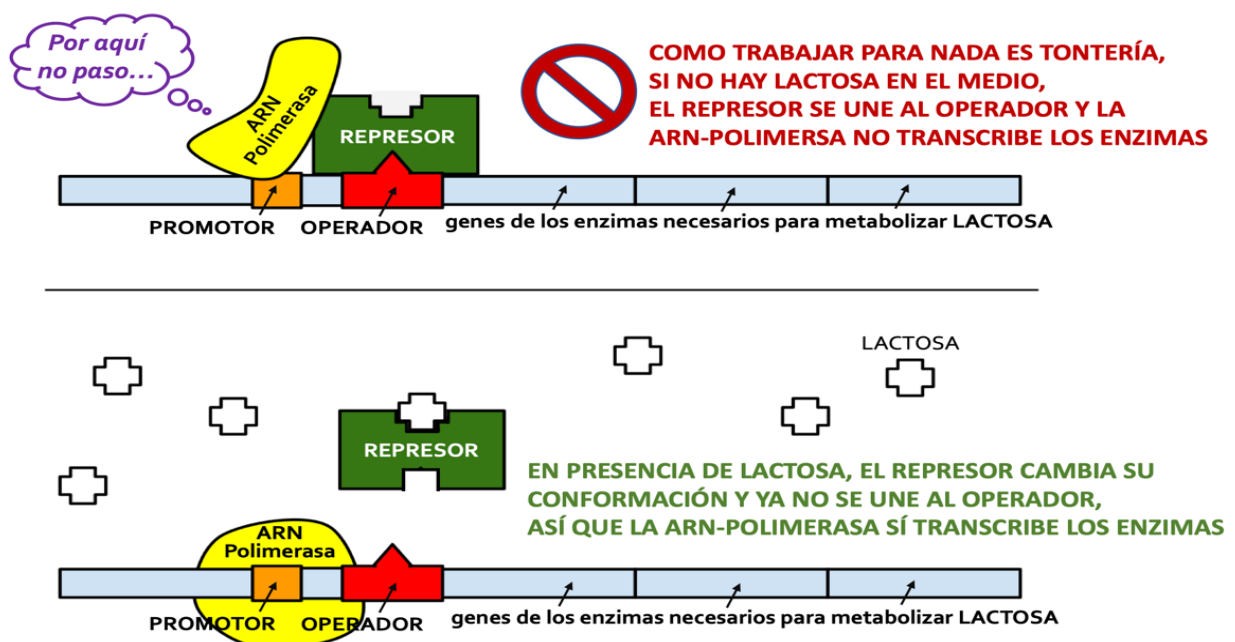 Por aquí
no paso...
ARN
Polimerasa
REPRESOR
COMO TRABAJAR PARA NADA ES TONTERÍA,
SI NO HAY LACTOSA EN EL MEDIO,
EL REPRESOR SE UNE AL OPERADOR Y LA
ARN-POLIMERSA NO TRANSCRIBE LOS ENZIMAS
PROMOTOR OPERADOR genes de los enzimas necesarios para metabolizar LACTOSA
LACTOSA
REPRESOR
EN PRESENCIA DE LACTOSA, EL REPRESOR CAMBIA SU
CONFORMACIÓN Y YA NO SE UNE AL OPERADOR,
ASÍ QUE LA ARN-POLIMERASA SÍ TRANSCRIBE LOS ENZIMAS
ARN
Polimerasa
PROMOTOR OPERADOR genes de los enzimas necesarios para metabolizar LACTOSA